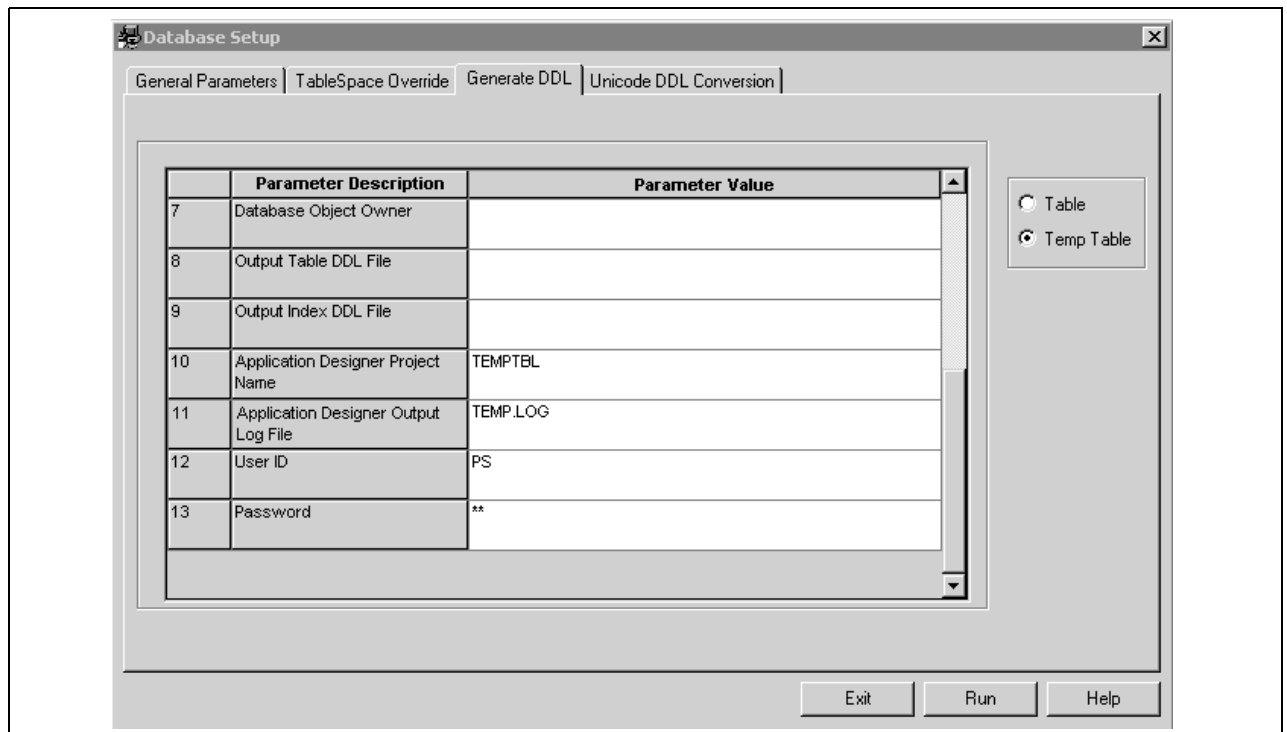 Database Setup
General Parameters
TableSpace Override
Generate DDL
Unicode DDL Conversion
Parameter Description
Parameter Value
7
Database Object Owner
8
Output Table DDL File
9
Output Index DDL File
10
Application Designer Project
Name
TEMPTBL
11
Application Designer Output
Log File
TEMP.LOG
12
User ID
PS
13
Password
**
Table
Temp Table
Exit
Run
Help